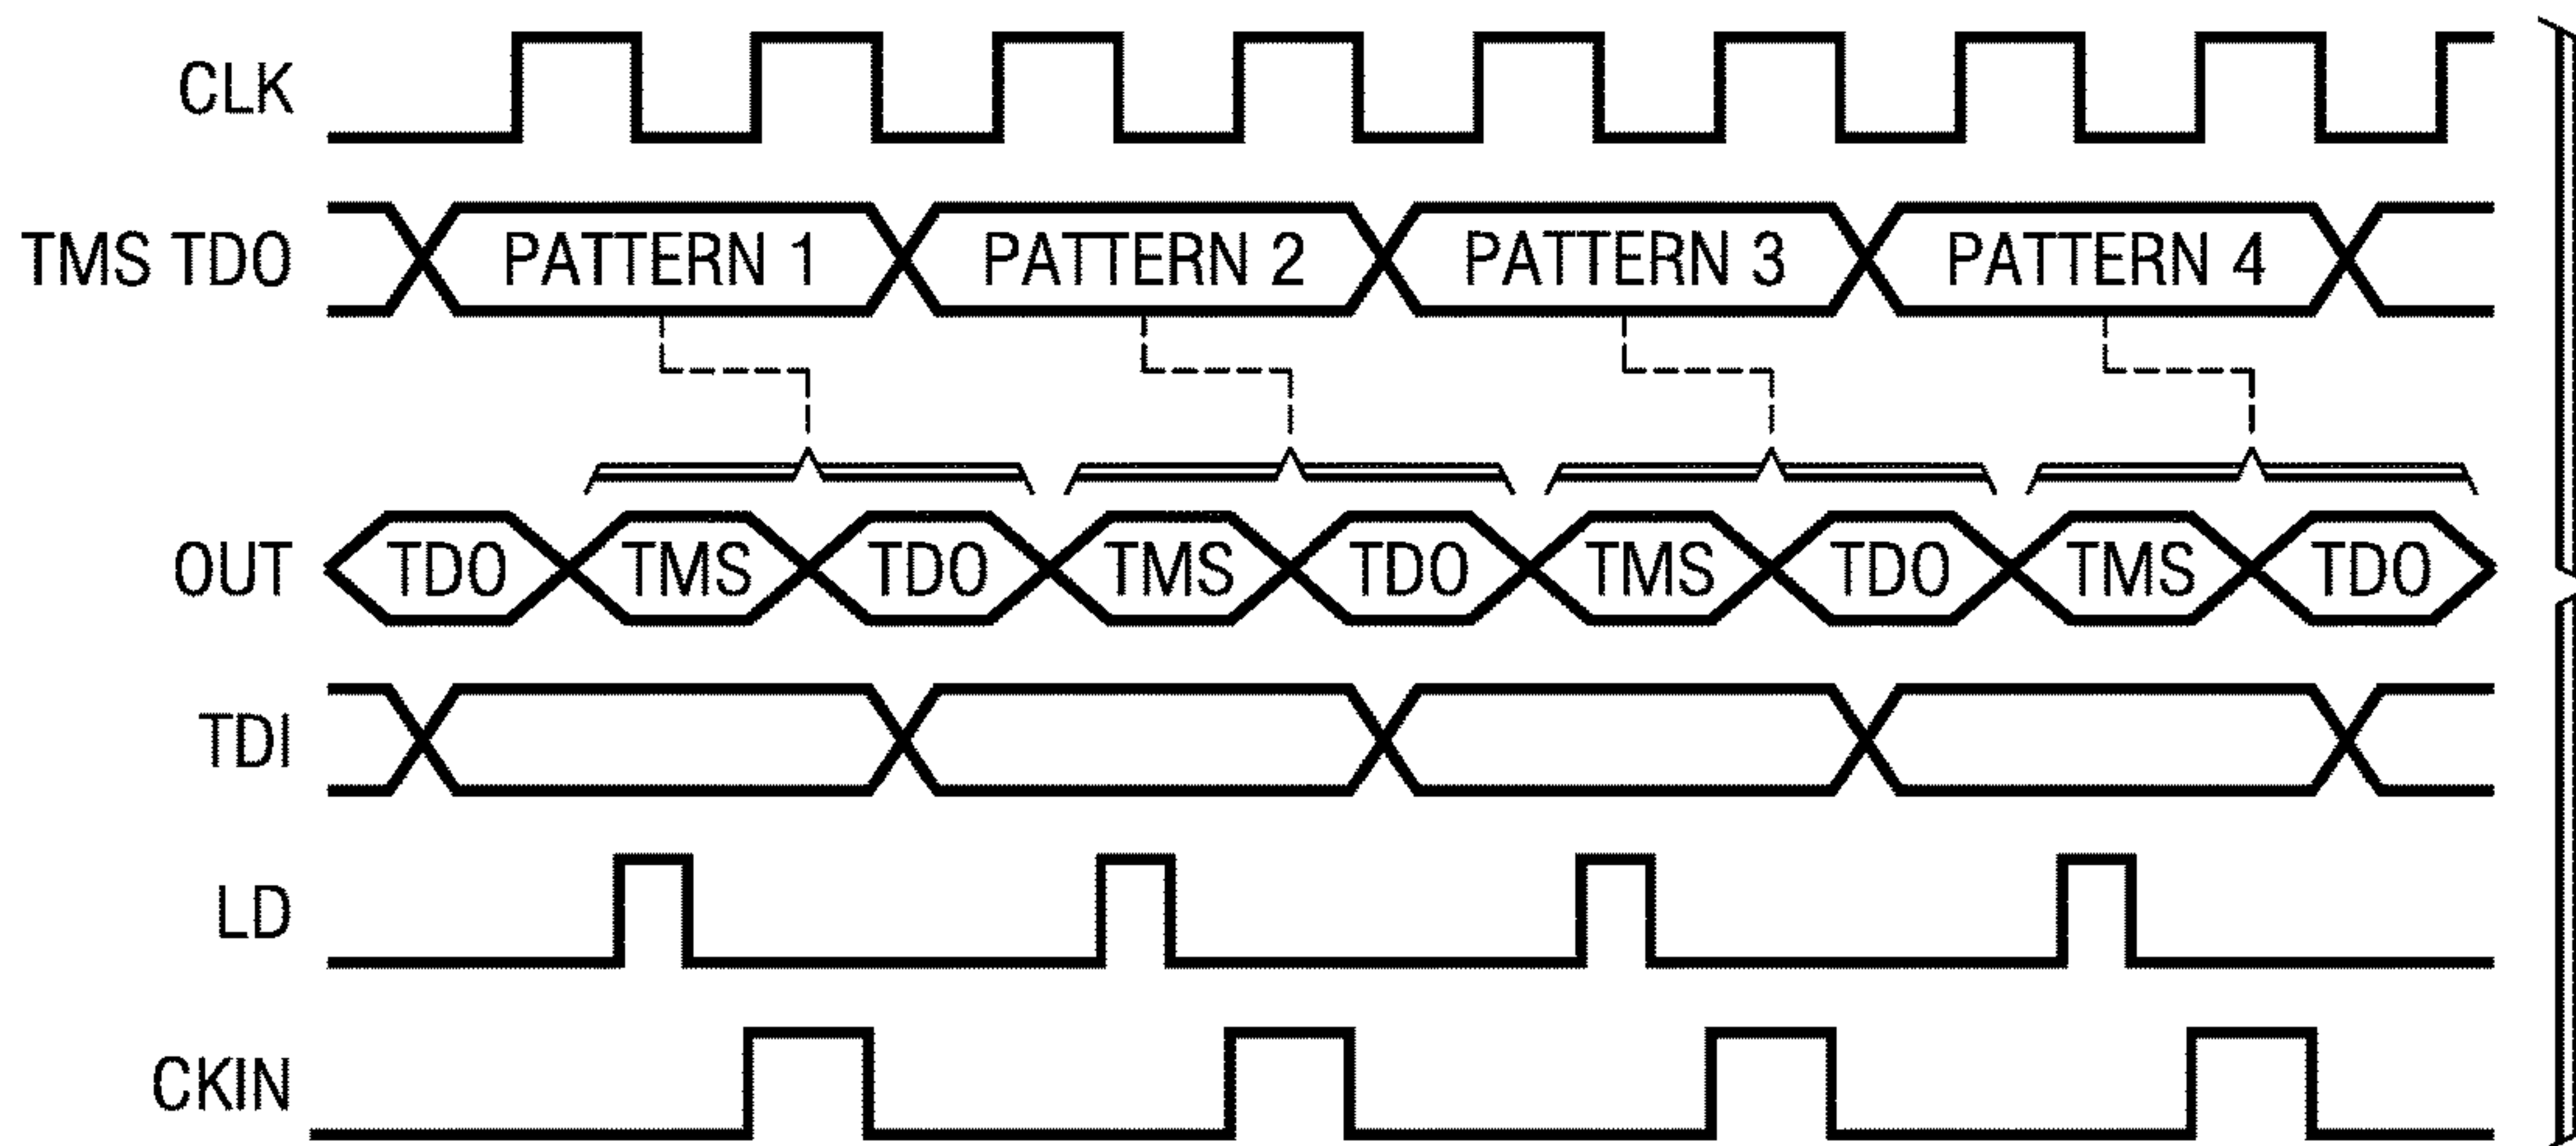 CLK
TMS TDO PATTERN 1 PATTERN 2 PATTERN 3 PATTERN 4
OUT TDO TMS TDO TMS TDO TMS TDO TMS TDO
TDI
LD
CKIN